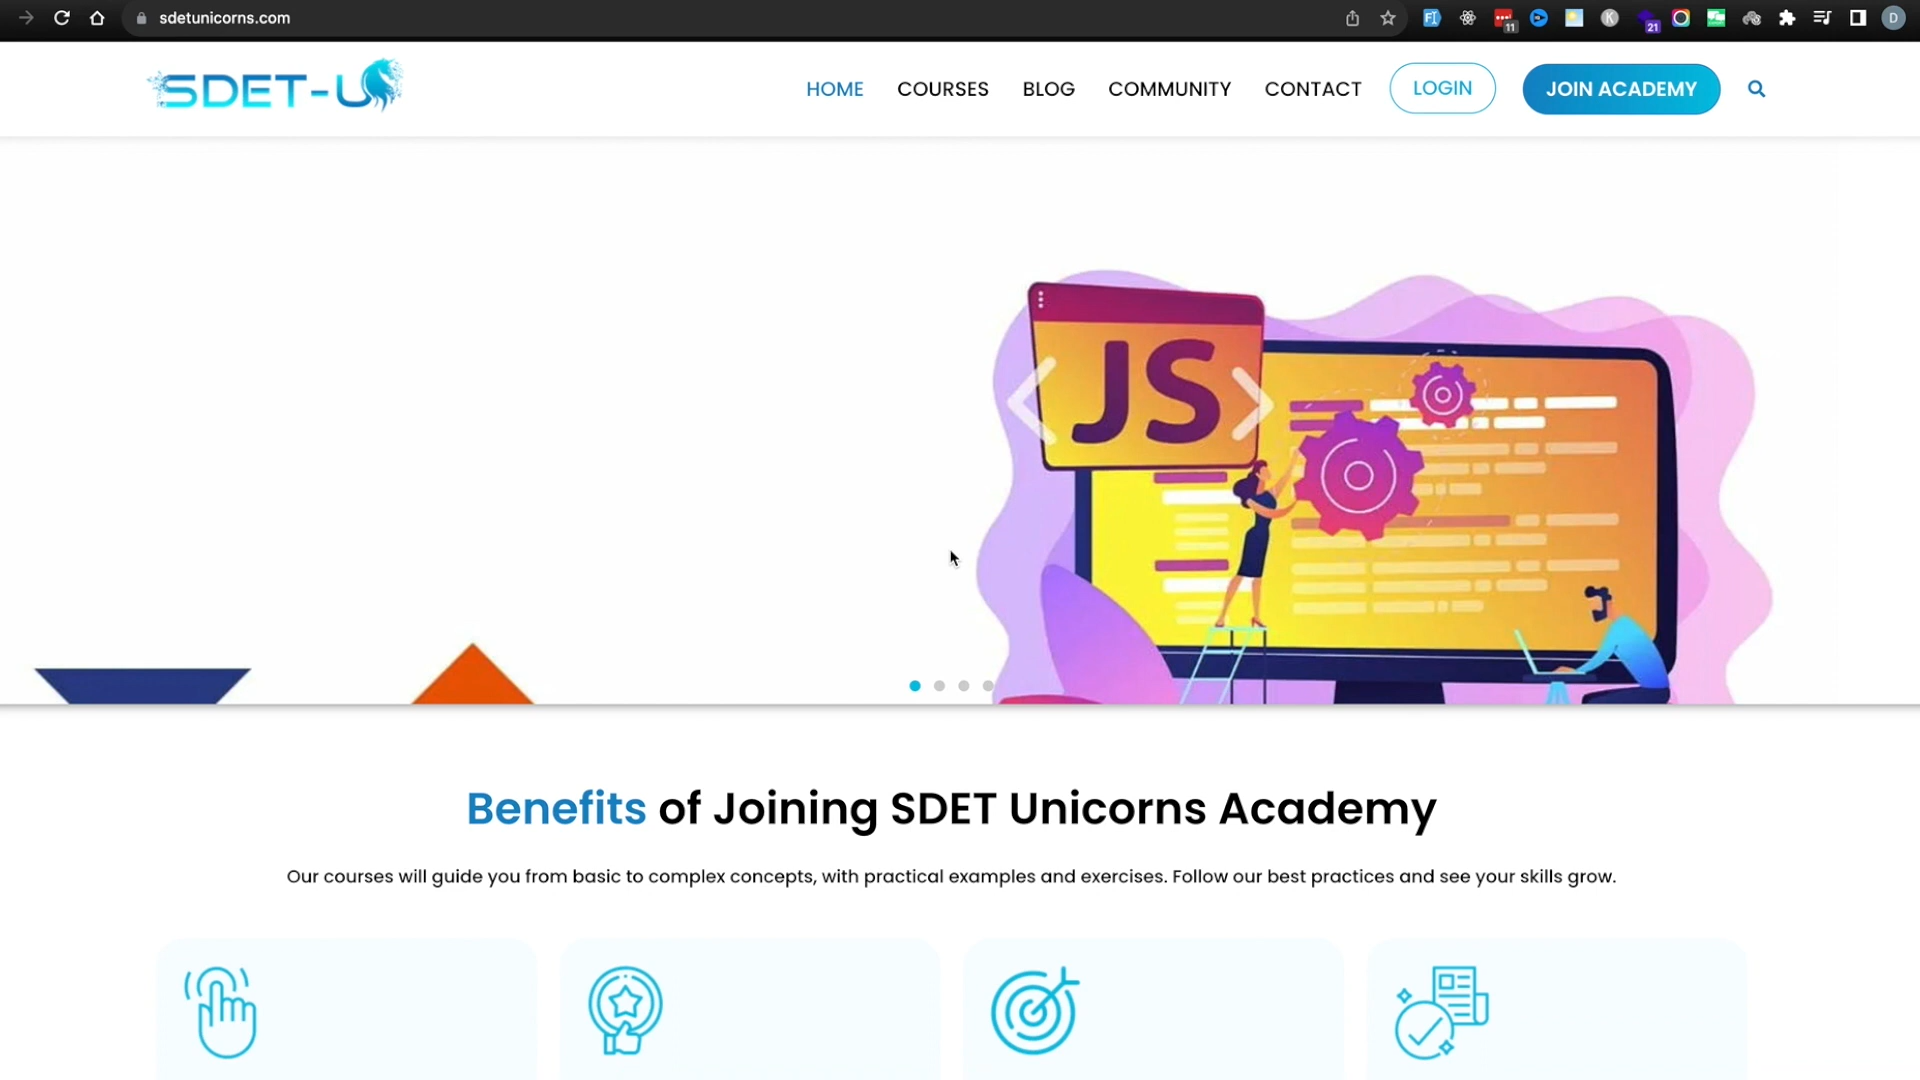 sdetunicorns.com
11
21
D
SDET-U
HOME
COURSES
BLOG
COMMUNITY
CONTACT
LOGIN
JOIN ACADEMY
JS
Benefits of Joining SDET Unicorns Academy
Our courses will guide you from basic to complex concepts, with practical examples and exercises. Follow our best practices and see your skills grow.